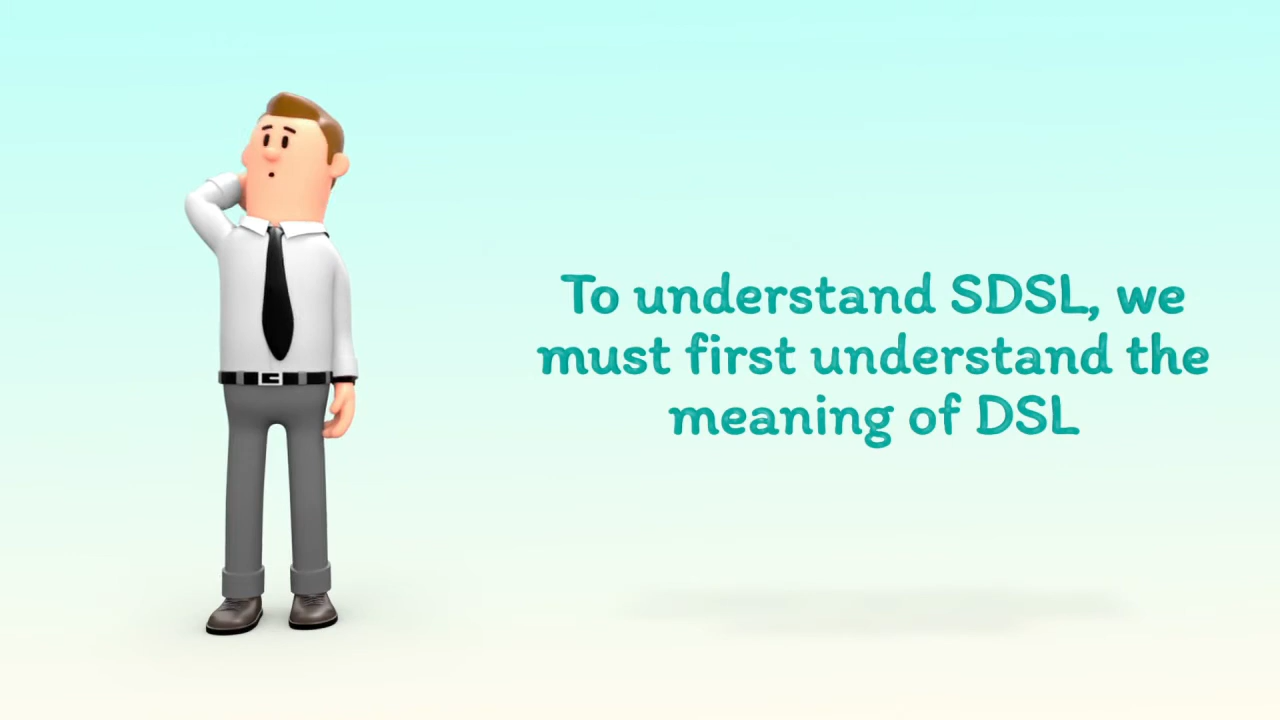 To understand SDSL, we
must first understand the
meaning of DSL